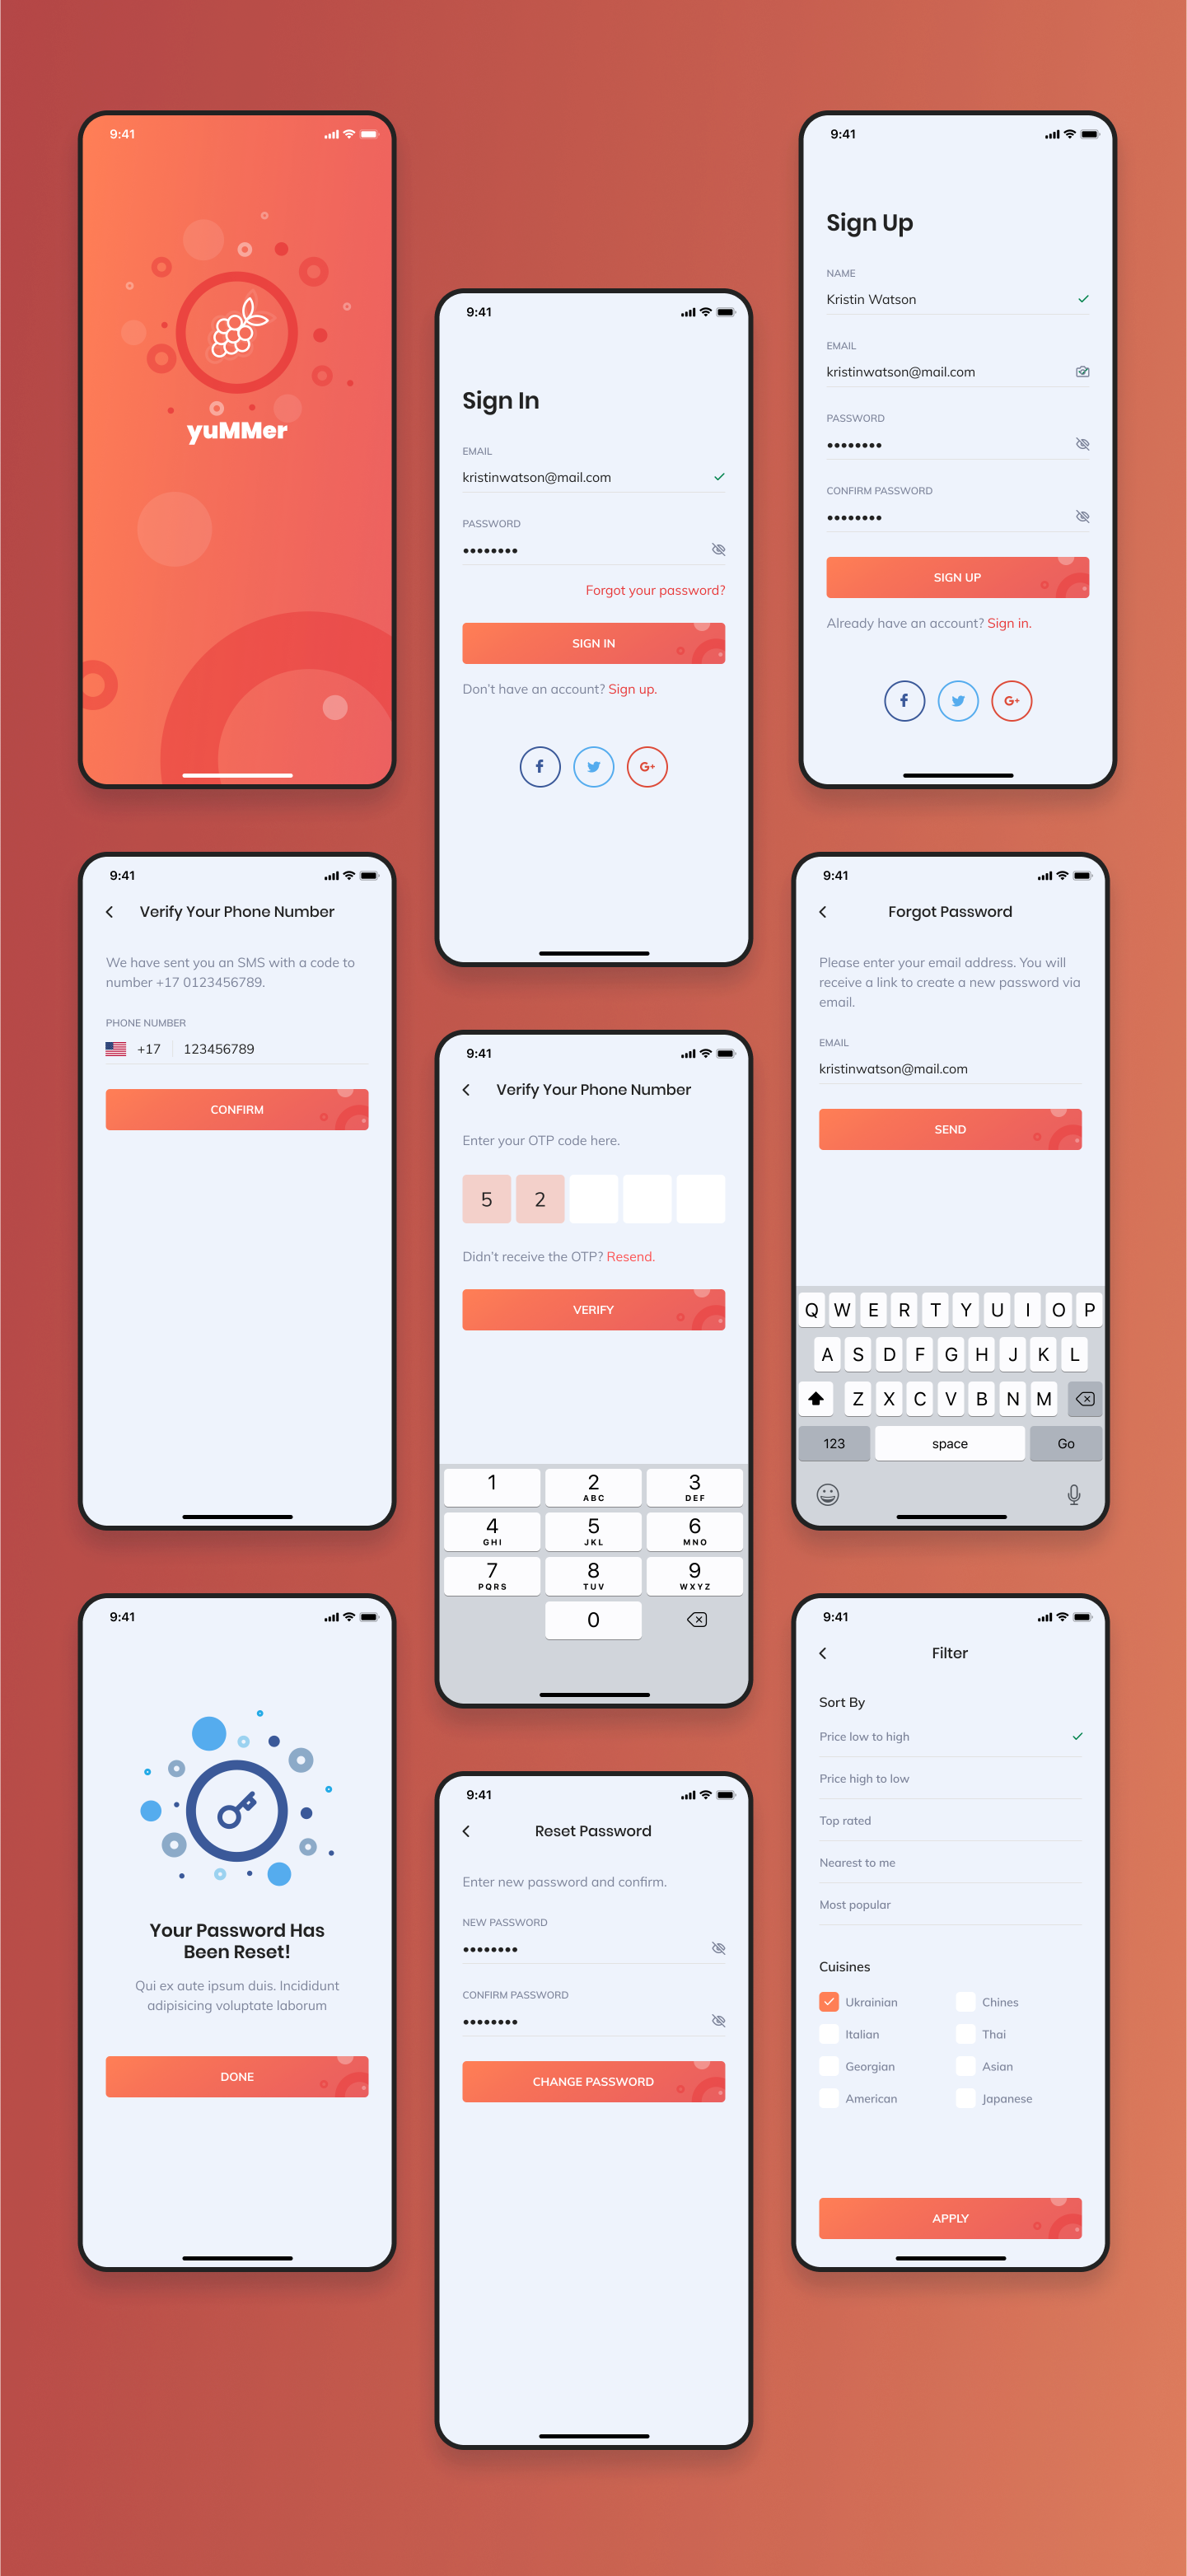 9:41
yuMMer
9:41
Sign In
EMAIL
kristinwatson@mail.com
PASSWORD
Forgot your password?
SIGN IN
Don't have an account? Sign up.
f
G+
9:41
Sign Up
NAME
Kristin Watson
EMAIL
kristinwatson@mail.com
PASSWORD
CONFIRM PASSWORD
SIGN UP
Already have an account? Sign in.
f
G+
9:41
Verify Your Phone Number
We have sent you an SMS with a code to
number +17 0123456789.
PHONE NUMBER
+17 123456789
CONFIRM
9:41
Verify Your Phone Number
Enter your OTP code here.
5 2
Didn't receive the OTP? Resend.
VERIFY
1 2 3
ABC DEF
4 5 6
GHI JKL MNO
7 8 9
PQRS TUV WXYZ
0
9:41
Forgot Password
Please enter your email address. You will
receive a link to create a new password via
email.
EMAIL
kristinwatson@mail.com
SEND
Q W E R T Y U I O P
A S D F G H J K L
Z X C V B N M
123 space Go
9:41
Your Password Has
Been Reset!
Qui ex aute ipsum duis. Incididunt
adipisicing voluptate laborum
DONE
9:41
Reset Password
Enter new password and confirm.
NEW PASSWORD
CONFIRM PASSWORD
CHANGE PASSWORD
9:41
Filter
Sort By
Price low to high
Price high to low
Top rated
Nearest to me
Most popular
Cuisines
Ukrainian Chines
Italian Thai
Georgian Asian
American Japanese
APPLY